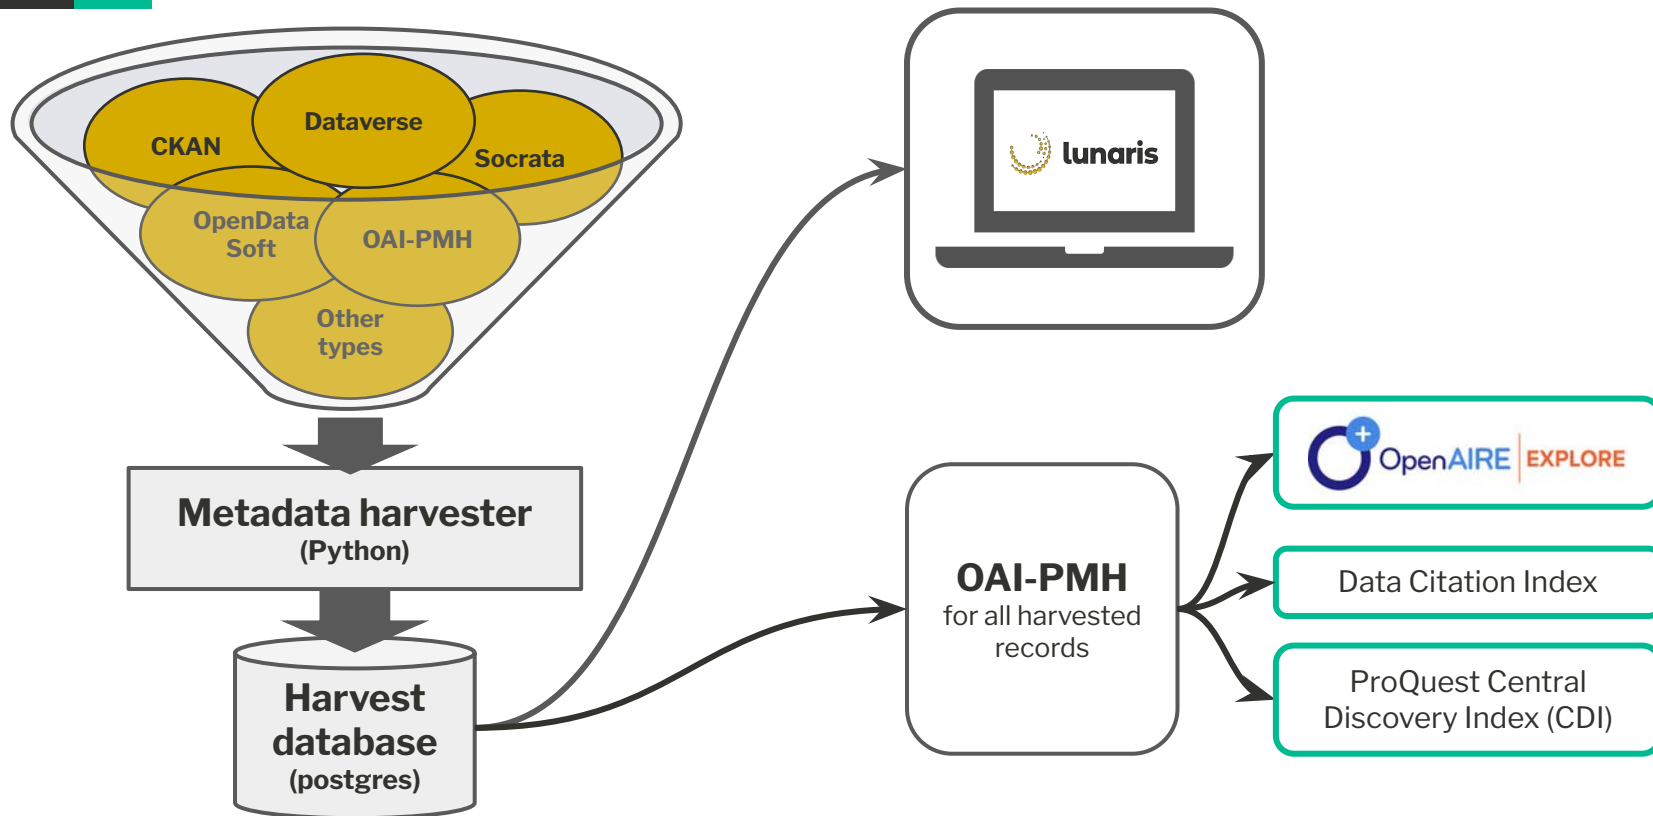 CKAN
Dataverse
Socrata
OpenData
Soft
OAI-PMH
Other
types
Metadata harvester
(Python)
Harvest
database
(postgres)
lunaris
OAI-PMH
for all harvested
records
OpenAIRE EXPLORE
Data Citation Index
ProQuest Central
Discovery Index (CDI)